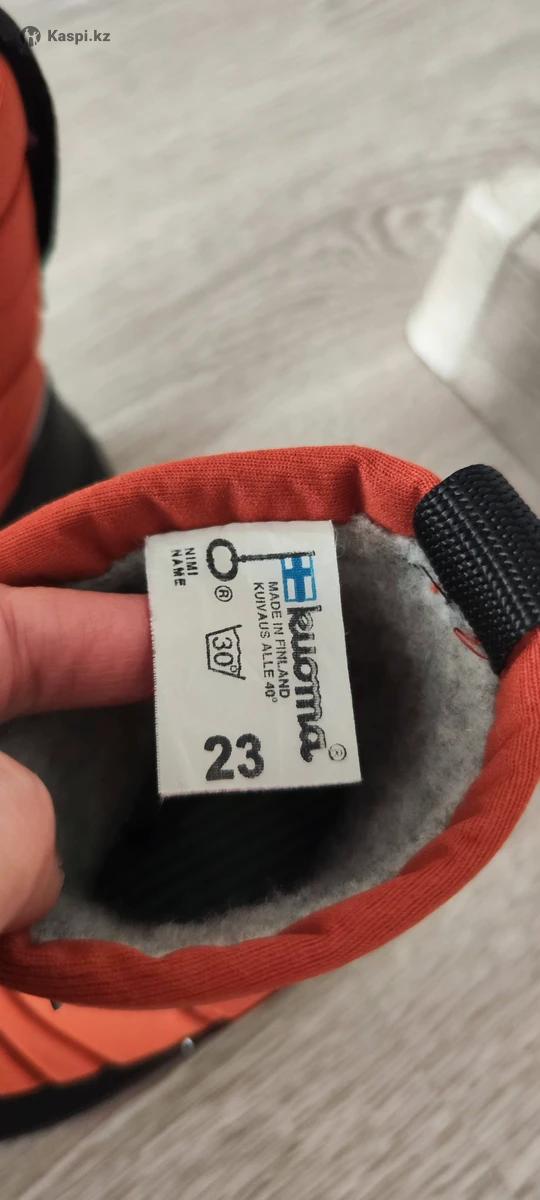 Kaspi.kz
NIMI
NAME
®
30°
MADE IN FINLAND
KUIVAUS ALLE 40°
kuoma®
23